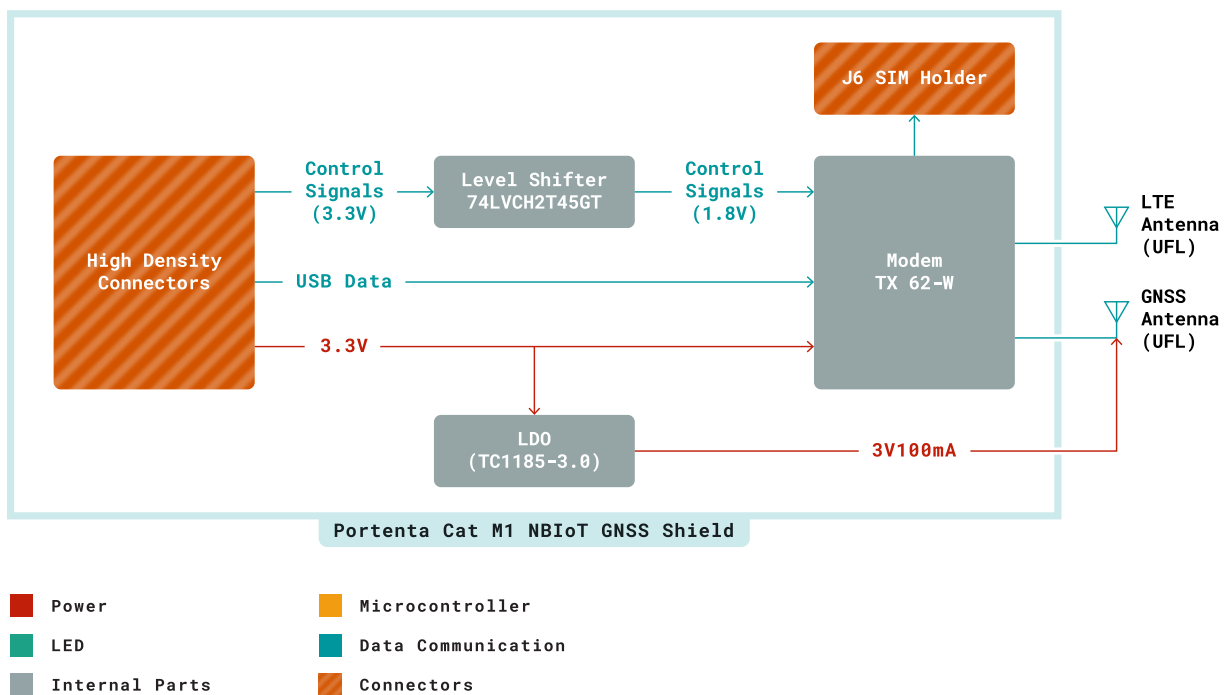 J6 SIM Holder
Control
Signals
(3.3V)
Level Shifter
74LVCH2T45GT
Control
Signals
(1.8V)
LTE
Antenna
(UFL)
High Density
Connectors
USB Data
Modem
TX 62-W
GNSS
Antenna
(UFL)
3.3V
LDO
(TC1185-3.0)
3V100mA
Portenta Cat M1 NBIoT GNSS Shield
Power
Microcontroller
LED
Data Communication
Internal Parts
Connectors